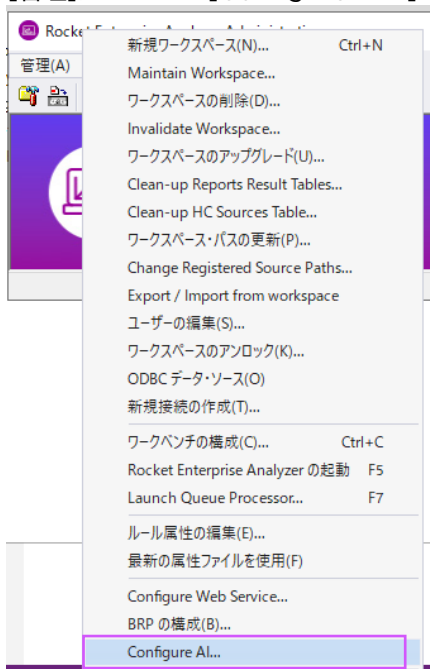 Rocket Enterprise Analyzer Administration
管理(A)
新規ワークスペース(N)... Ctrl+N
Maintain Workspace...
ワークスペースの削除(D)...
Invalidate Workspace...
ワークスペースのアップグレード(U)...
Clean-up Reports Result Tables...
Clean-up HC Sources Table...
ワークスペース・パスの更新(P)...
Change Registered Source Paths...
Export / Import from workspace
ユーザーの編集(S)...
ワークスペースのアンロック(K)...
ODBC データ・ソース(O)
新規接続の作成(T)...
ワークベンチの構成(C)... Ctrl+C
Rocket Enterprise Analyzer の起動 F5
Launch Queue Processor... F7
ルール属性の編集(E)...
最新の属性ファイルを使用(F)
Configure Web Service...
BRP の構成(B)...
Configure AI...